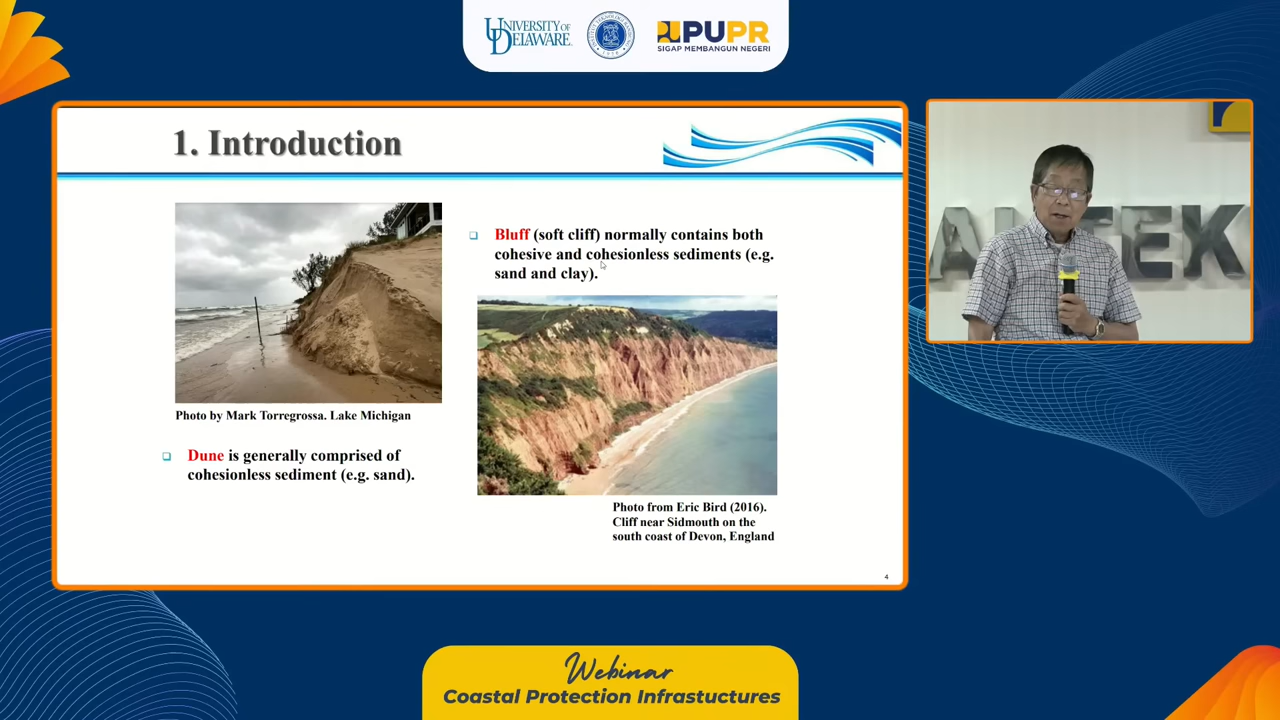 UNIVERSITY OF
DELAWARE
PUPR
SIGAP MEMBANGUN NEGERI
1. Introduction
Photo by Mark Torregrossa. Lake Michigan
Dune is generally comprised of
cohesionless sediment (e.g. sand).
Bluff (soft cliff) normally contains both
cohesive and cohesionless sediments (e.g.
sand and clay).
Photo from Eric Bird (2016).
Cliff near Sidmouth on the
south coast of Devon, England
4
Webinar
Coastal Protection Infrastuctures